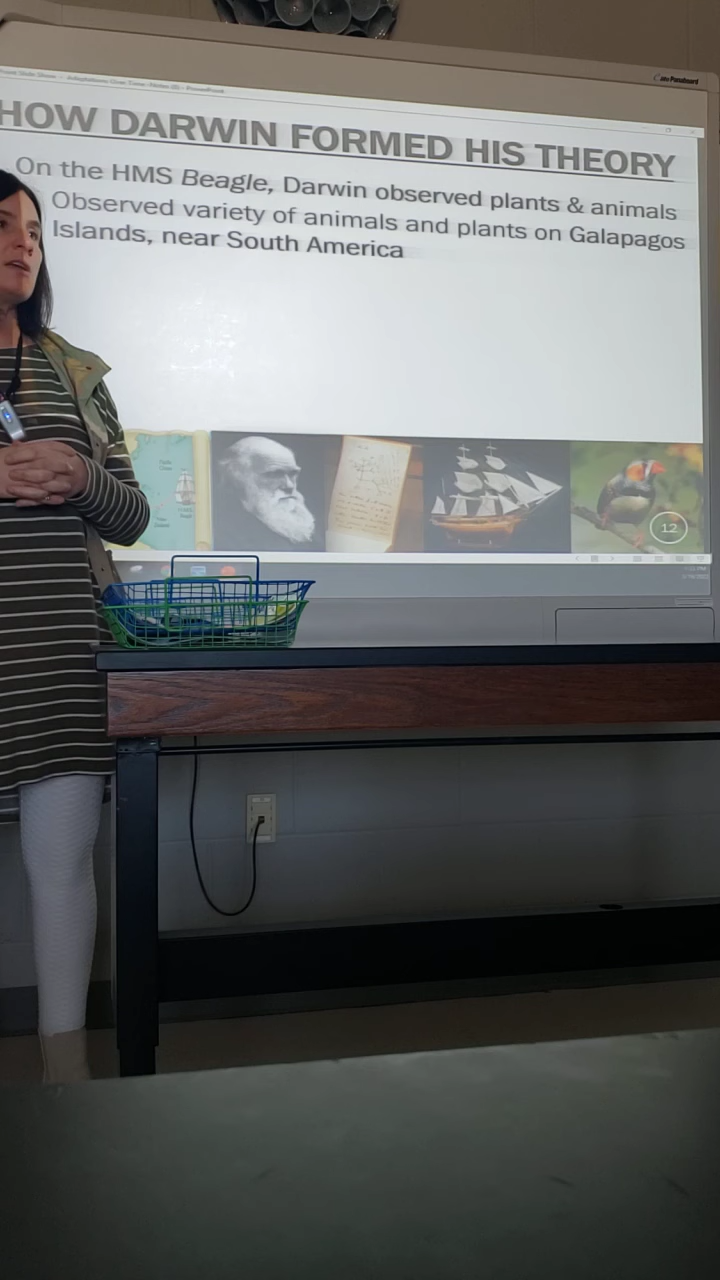 HOW DARWIN FORMED HIS THEORY
On the HMS Beagle, Darwin observed plants & animals
Observed variety of animals and plants on Galapagos
Islands, near South America
12